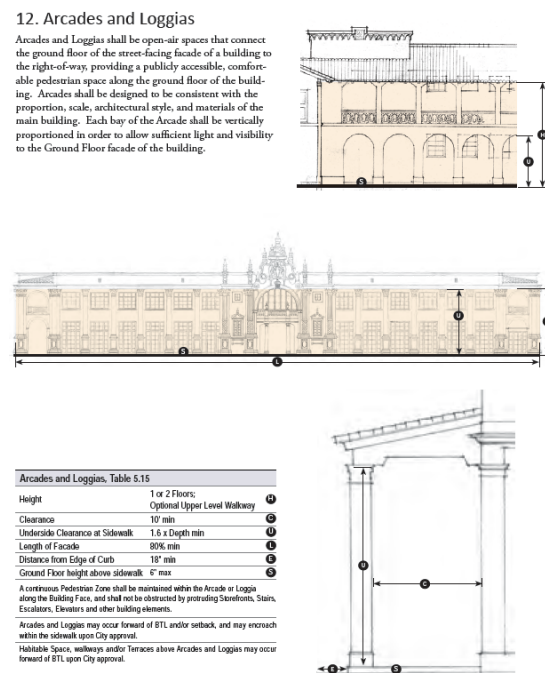 12. Arcades and Loggias
Arcades and Loggias shall be open-air spaces that connect
the ground floor of the street-facing facade of a building to
the right-of-way, providing a publicly accessible, comfort-
able pedestrian space along the ground floor of the build-
ing. Arcades shall be designed to be consistent with the
proportion, scale, architectural style, and materials of the
main building. Each bay of the Arcade shall be vertically
proportioned in order to allow sufficient light and visibility
to the Ground Floor facade of the building.
H
U
S
U
S
L
Arcades and Loggias, Table 5.15
Height 1 or 2 Floors; H
Optional Upper Level Walkway
Clearance 10' min C
Underside Clearance at Sidewalk 1.6 x Depth min U
Length of Facade 80% min L
Distance from Edge of Curb 18" min E
Ground Floor height above sidewalk 6" max S
A continuous Pedestrian Zone shall be maintained within the Arcade or Loggia
along the Building Face, and shall not be obstructed by protruding Storefronts, Stairs,
Escalators, Elevators and other building elements.
Arcades and Loggias may occur forward of BTL and/or setback, and may encroach
within the sidewalk upon City approval.
Habitable Space, walkways and/or Terraces above Arcades and Loggias may occur
forward of BTL upon City approval.
U
C
E
S